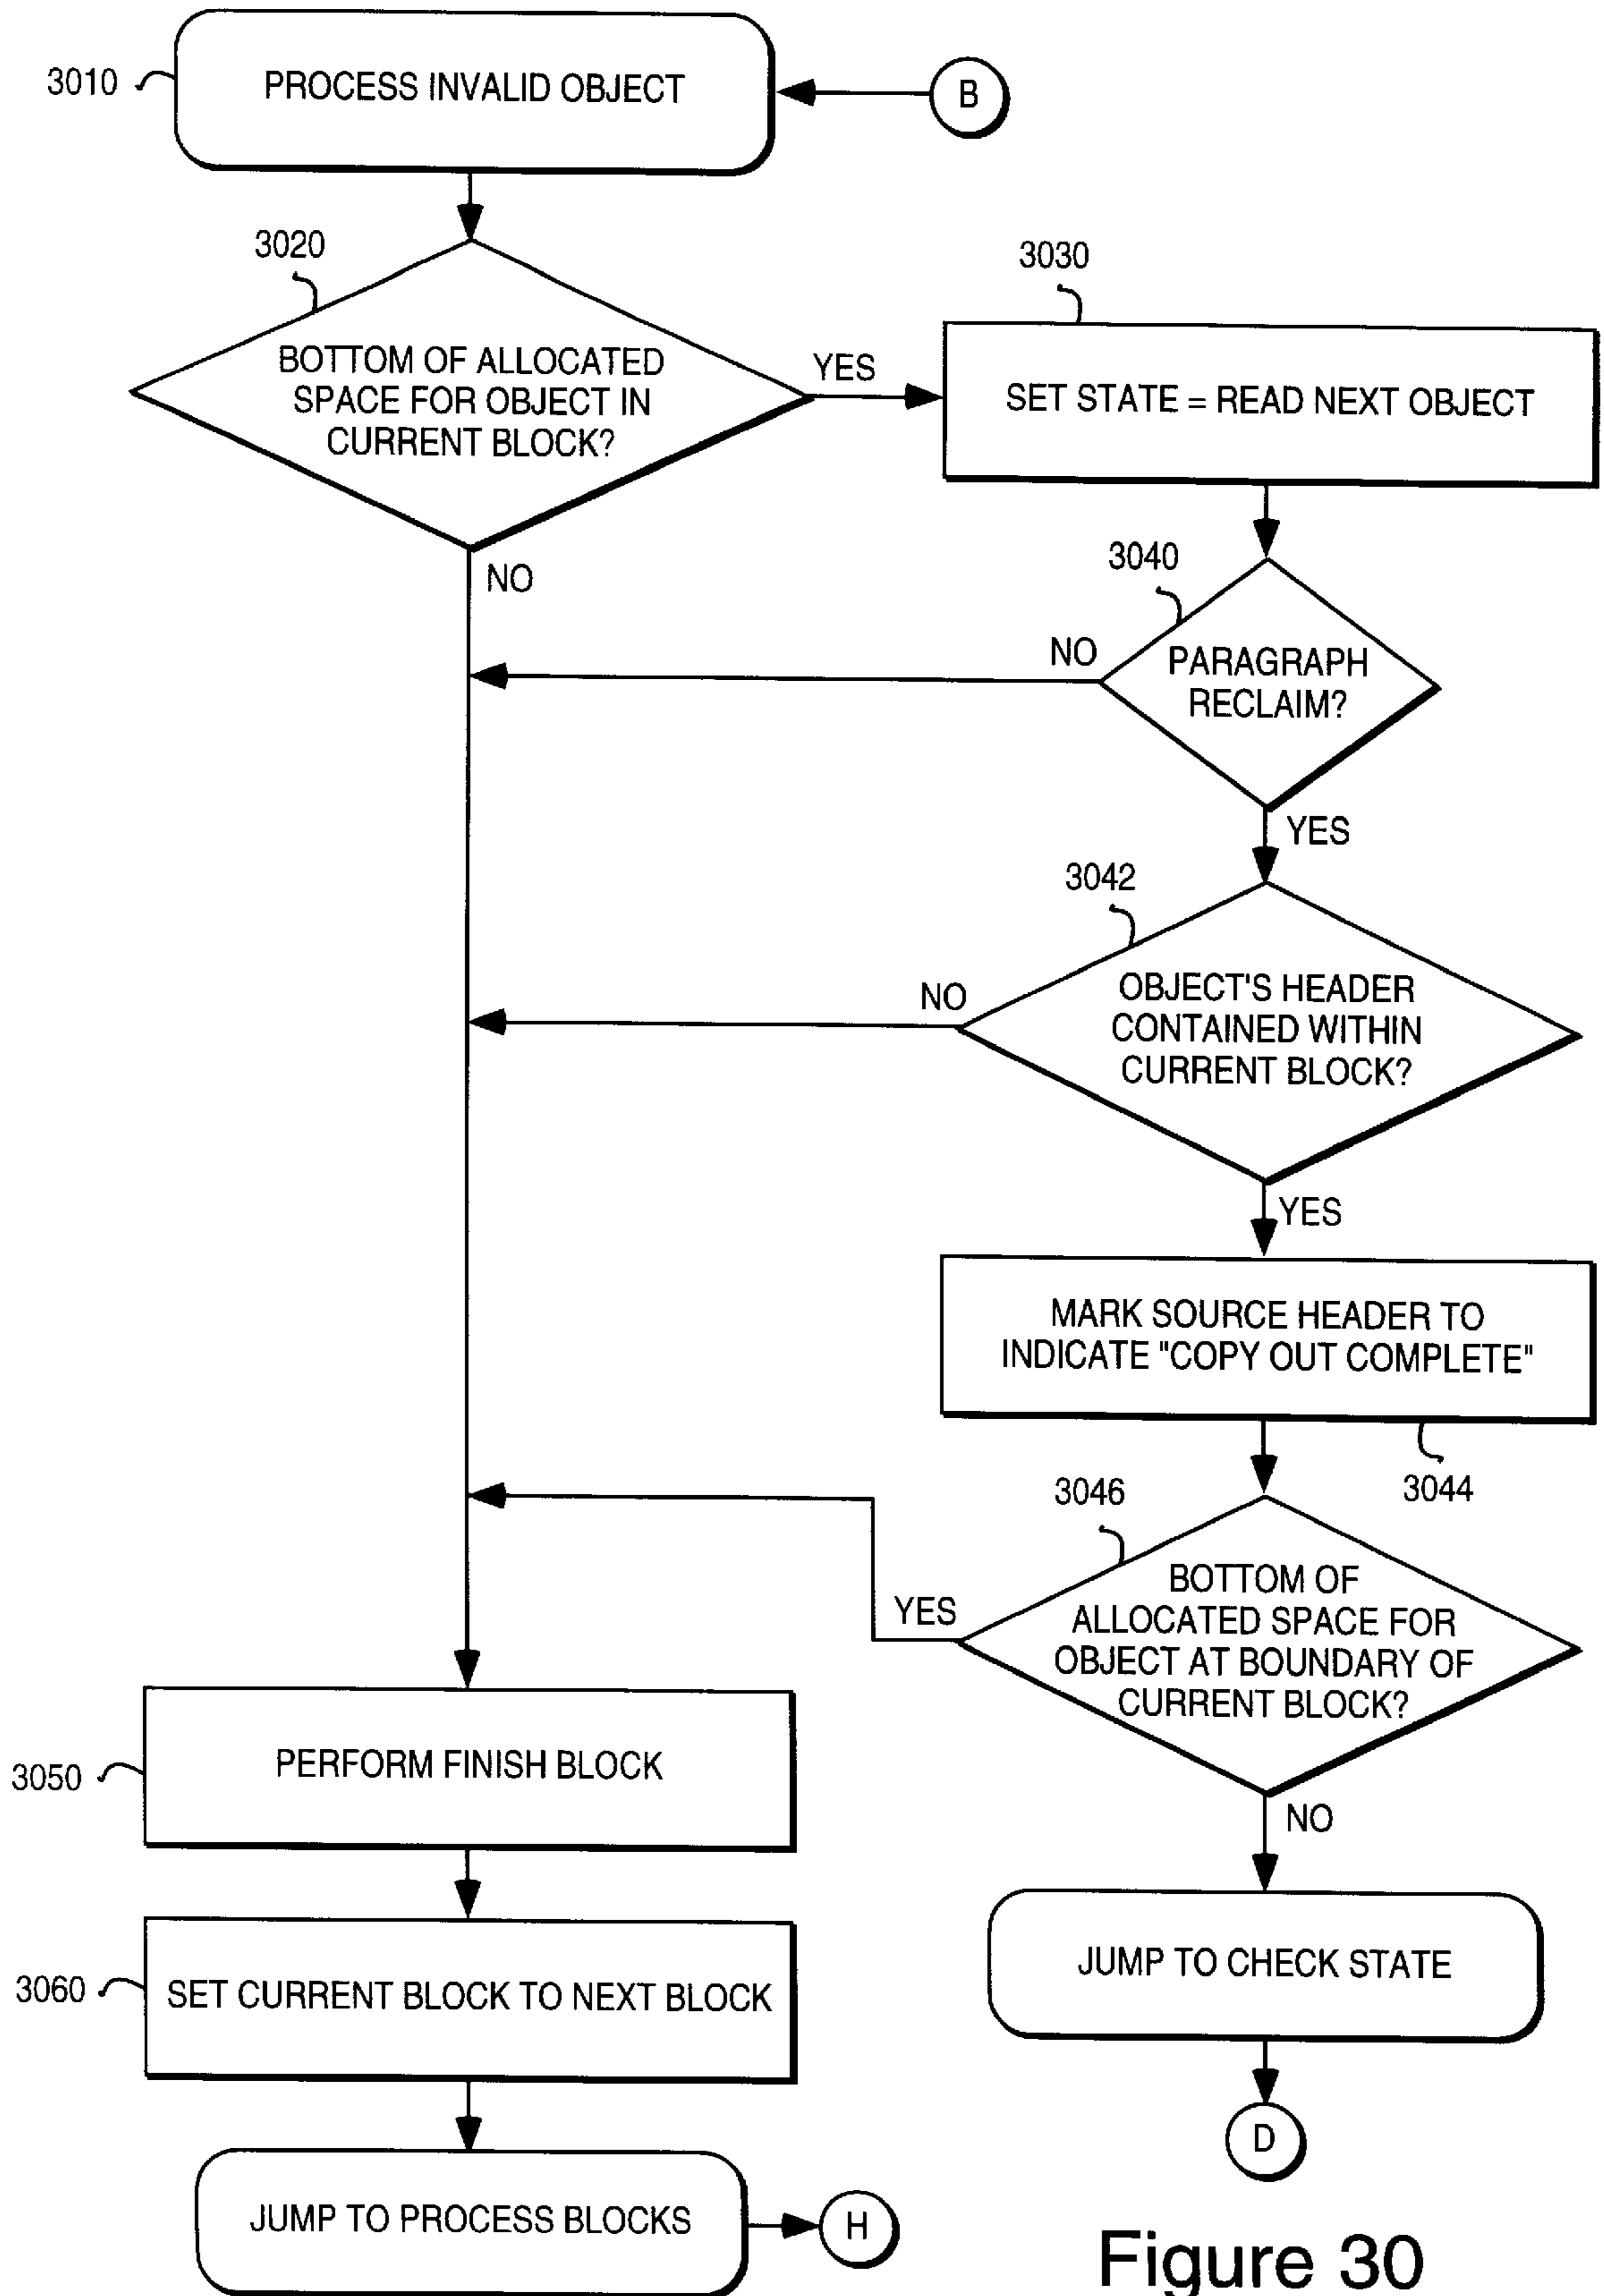 3010
PROCESS INVALID OBJECT
B
3020
BOTTOM OF ALLOCATED
SPACE FOR OBJECT IN
CURRENT BLOCK?
YES
NO
3030
SET STATE = READ NEXT OBJECT
3040
PARAGRAPH
RECLAIM?
NO
YES
3042
OBJECT'S HEADER
CONTAINED WITHIN
CURRENT BLOCK?
NO
YES
MARK SOURCE HEADER TO
INDICATE "COPY OUT COMPLETE"
3044
3046
BOTTOM OF
ALLOCATED SPACE FOR
OBJECT AT BOUNDARY OF
CURRENT BLOCK?
YES
NO
3050
PERFORM FINISH BLOCK
3060
SET CURRENT BLOCK TO NEXT BLOCK
JUMP TO CHECK STATE
D
JUMP TO PROCESS BLOCKS
H
Figure 30